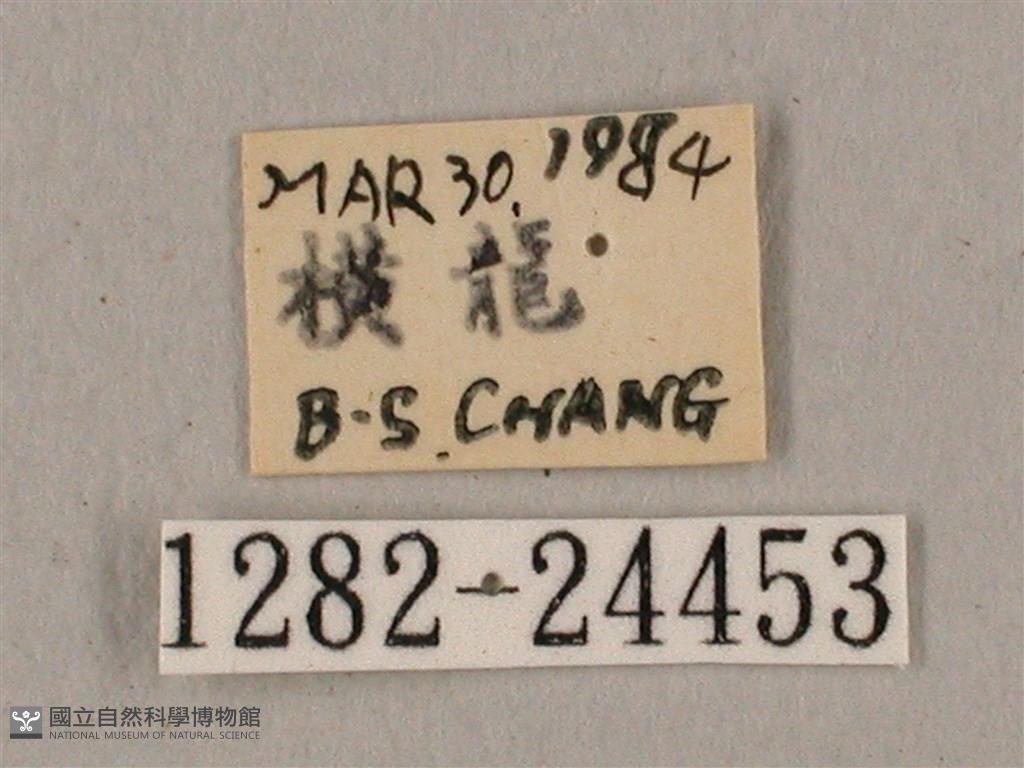 MAR 30. 1984
橫龍
B-S. CHANG
1282-24453
國立自然科學博物館
NATIONAL MUSEUM OF NATURAL SCIENCE